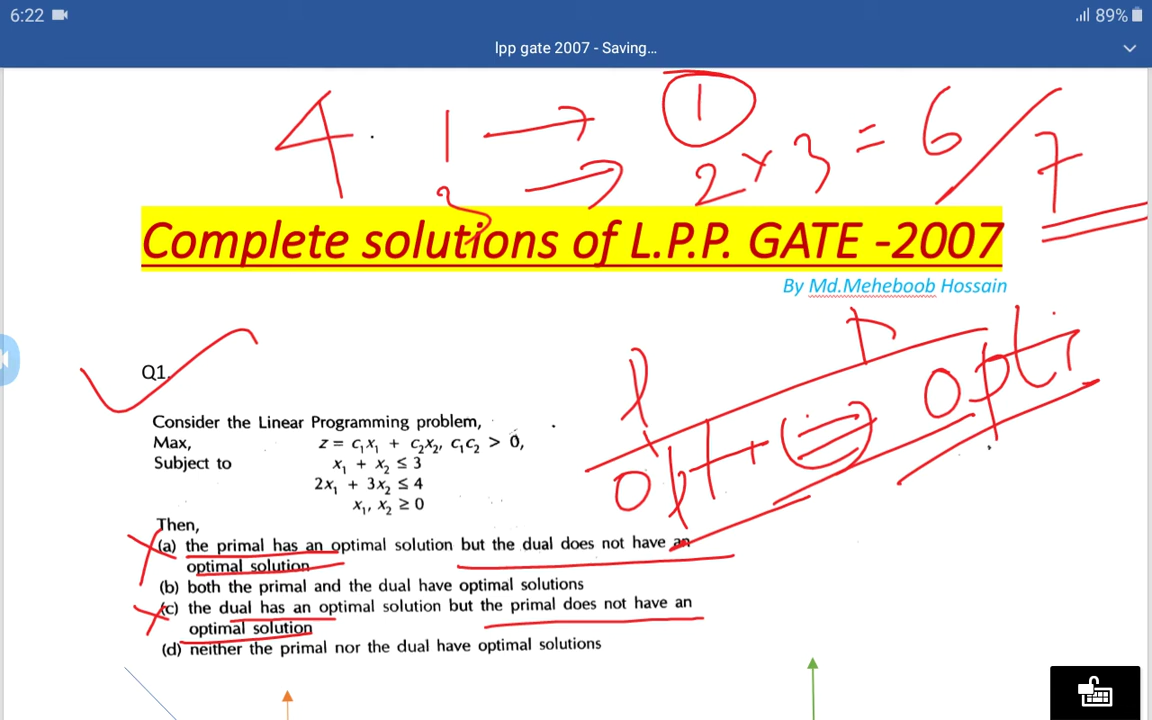 6:22 89%
lpp gate 2007 - Saving...
4. 1 → 1
2 → 2 x 3 = 6/7
Complete solutions of L.P.P. GATE -2007
By Md.Meheboob Hossain
Q1.
Consider the Linear Programming problem,
Max, z = c₁x₁ + c₂x₂, c₁c₂ > 0,
Subject to x₁ + x₂ ≤ 3
2x₁ + 3x₂ ≤ 4
x₁, x₂ ≥ 0
Then,
(a) the primal has an optimal solution but the dual does not have an
optimal solution
(b) both the primal and the dual have optimal solutions
(c) the dual has an optimal solution but the primal does not have an
optimal solution
(d) neither the primal nor the dual have optimal solutions
opti